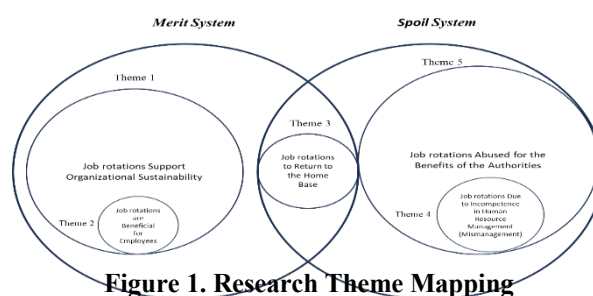 Merit System
Spoil System
Theme 1
Job rotations Support
Organizational Sustainability
Theme 2
Job rotations
are
Beneficial
for
Employees
Theme 3
Job rotations
to Return to
the Home
Base
Theme 5
Job rotations Abused for the
Benefits of the Authorities
Theme 4
Job rotations Due
to Incompetence
in Human
Resource
Management
(Mismanagement)
Figure 1. Research Theme Mapping